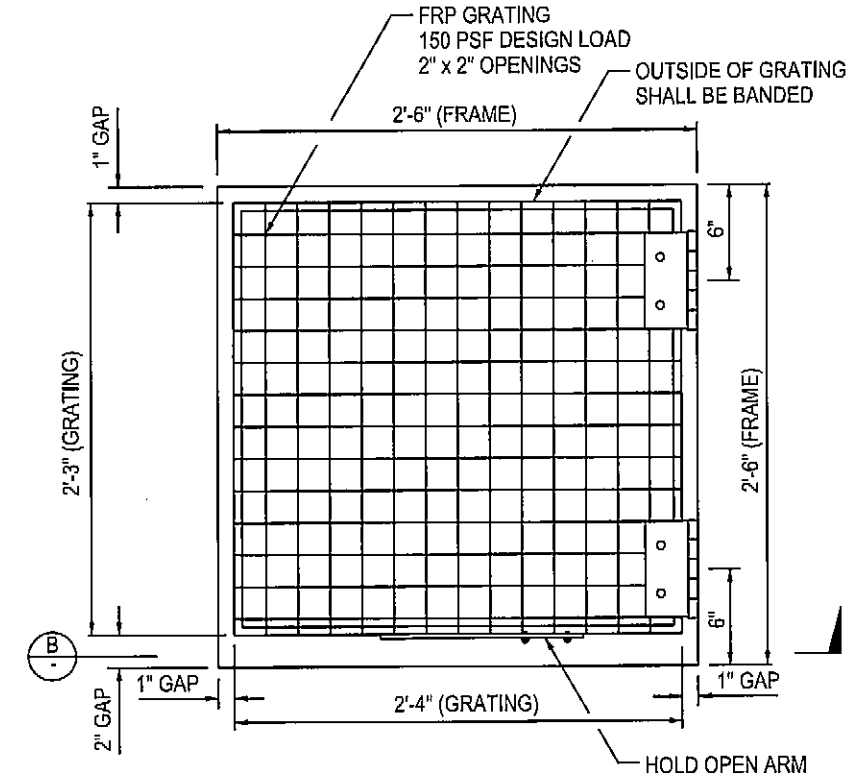 FRP GRATING
150 PSF DESIGN LOAD
2" x 2" OPENINGS
OUTSIDE OF GRATING
SHALL BE BANDED
2'-6" (FRAME)
1" GAP
6"
2'-3" (GRATING)
2'-6" (FRAME)
6"
B
-
1" GAP
2'-4" (GRATING)
1" GAP
2" GAP
HOLD OPEN ARM